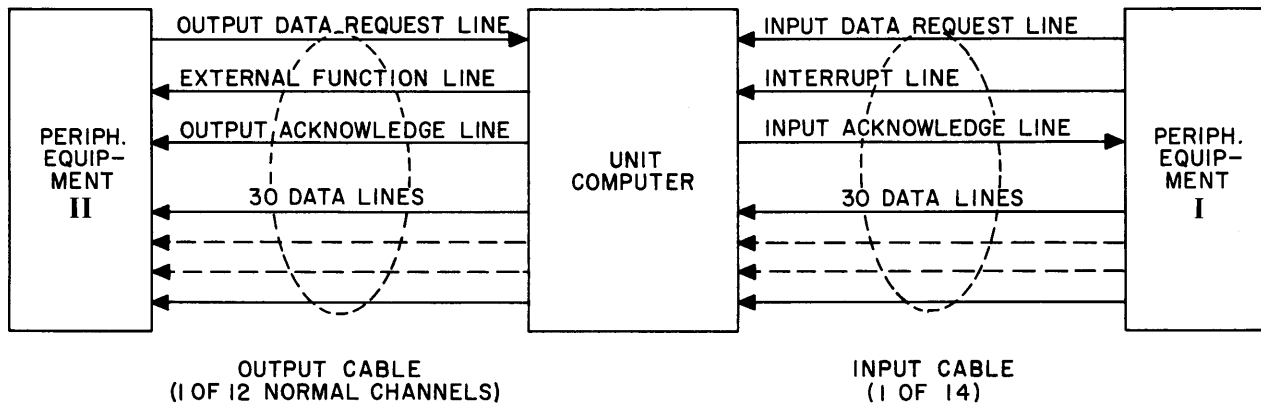 OUTPUT DATA REQUEST LINE
EXTERNAL FUNCTION LINE
OUTPUT ACKNOWLEDGE LINE
30 DATA LINES
PERIPH.
EQUIP-
MENT
II
UNIT
COMPUTER
INPUT DATA REQUEST LINE
INTERRUPT LINE
INPUT ACKNOWLEDGE LINE
30 DATA LINES
PERIPH.
EQUIP-
MENT
I
OUTPUT CABLE
(1 OF 12 NORMAL CHANNELS)
INPUT CABLE
(1 OF 14)